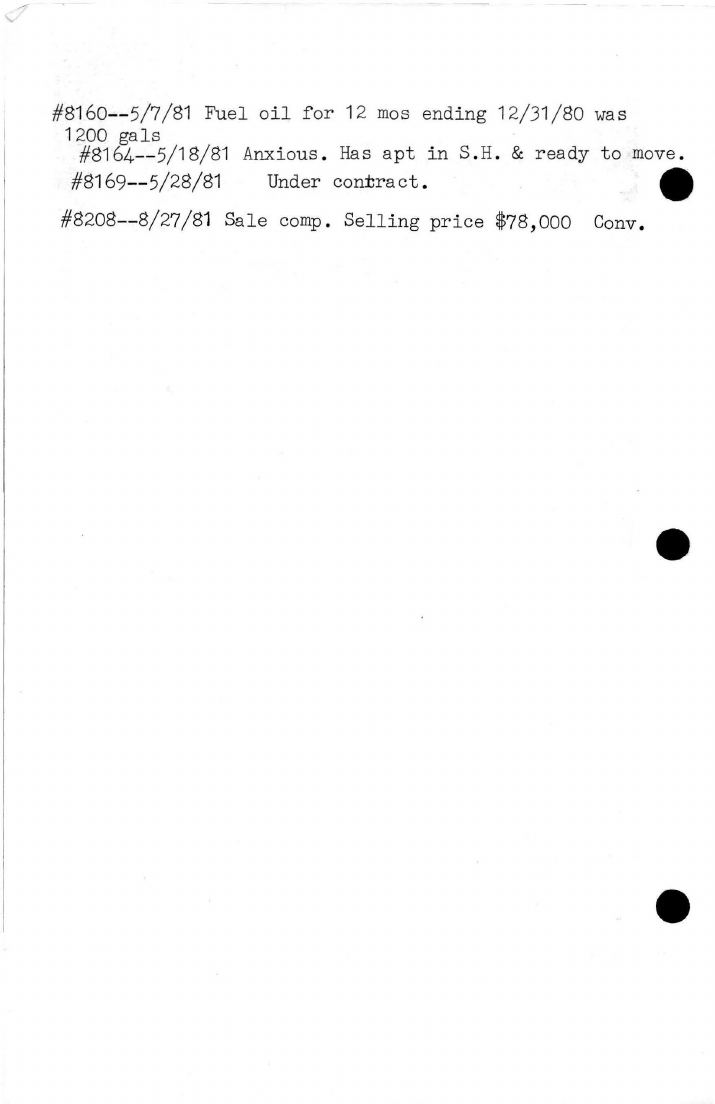 #8160--5/7/81 Fuel oil for 12 mos ending 12/31/80 was
1200 gals
#8164--5/18/81 Anxious. Has apt in S.H. & ready to move.
#8169--5/28/81 Under contract.
#8208--8/27/81 Sale comp. Selling price $78,000 Conv.